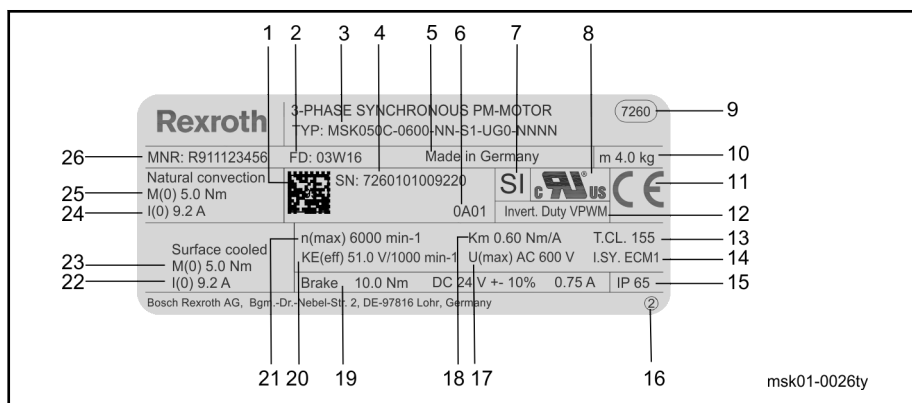 1 2 3 4 5 6 7 8
Rexroth
3-PHASE SYNCHRONOUS PM-MOTOR
TYP: MSK050C-0600-NN-S1-UG0-NNNN
7260
9
26 MNR: R911123456 FD: 03W16 Made in Germany m 4.0 kg 10
Natural convection
25 M(0) 5.0 Nm
24 I(0) 9.2 A
SN: 7260101009220
0A01
SI
c RU ® US
CE 11
Invert. Duty VPWM 12
Surface cooled
23 M(0) 5.0 Nm
22 I(0) 9.2 A
n(max) 6000 min-1 Km 0.60 Nm/A T.CL. 155 13
KE(eff) 51.0 V/1000 min-1 U(max) AC 600 V I.SY. ECM1 14
Brake 10.0 Nm DC 24 V +- 10% 0.75 A IP 65 15
Bosch Rexroth AG, Bgm.-Dr.-Nebel-Str. 2, DE-97816 Lohr, Germany
2
21 20 19 18 17 16
msk01-0026ty